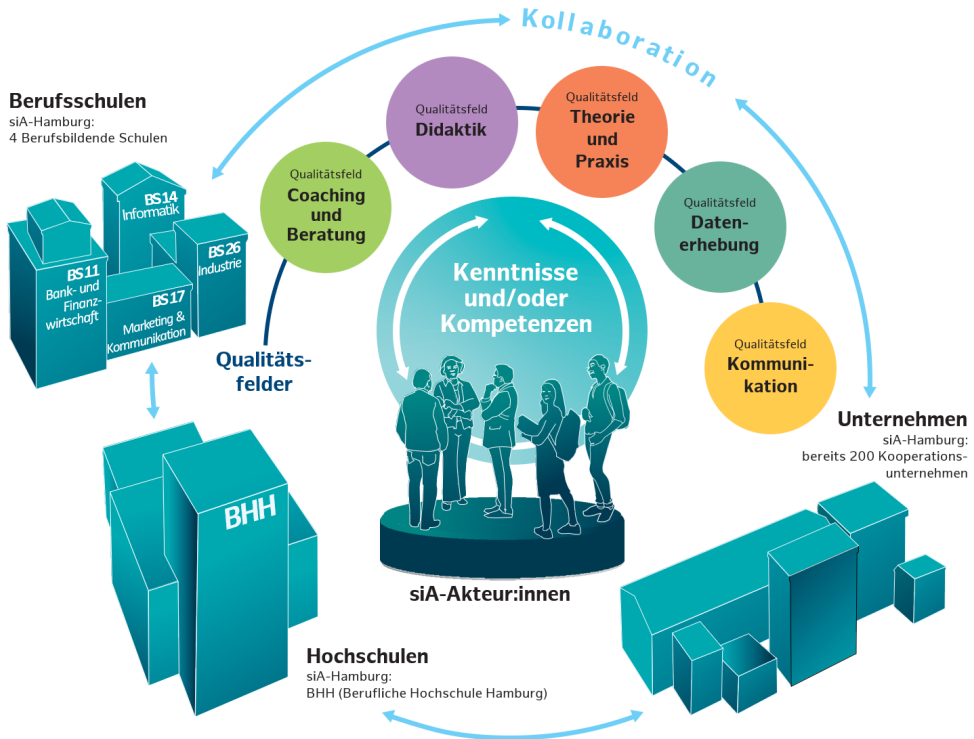 Kollaboration
Berufsschulen
siA-Hamburg:
4 Berufsbildende Schulen
BS14
Informatik
BS26
Industrie
BS11
Bank- und
Finanz-
wirtschaft
BS17
Marketing &
Kommunikation
Qualitäts-
felder
Qualitätsfeld
Coaching
und
Beratung
Qualitätsfeld
Didaktik
Qualitätsfeld
Theorie
und
Praxis
Qualitätsfeld
Daten-
erhebung
Qualitätsfeld
Kommuni-
kation
Kenntnisse
und/oder
Kompetenzen
siA-Akteur:innen
Unternehmen
siA-Hamburg:
bereits 200 Kooperations-
unternehmen
BHH
Hochschulen
siA-Hamburg:
BHH (Berufliche Hochschule Hamburg)